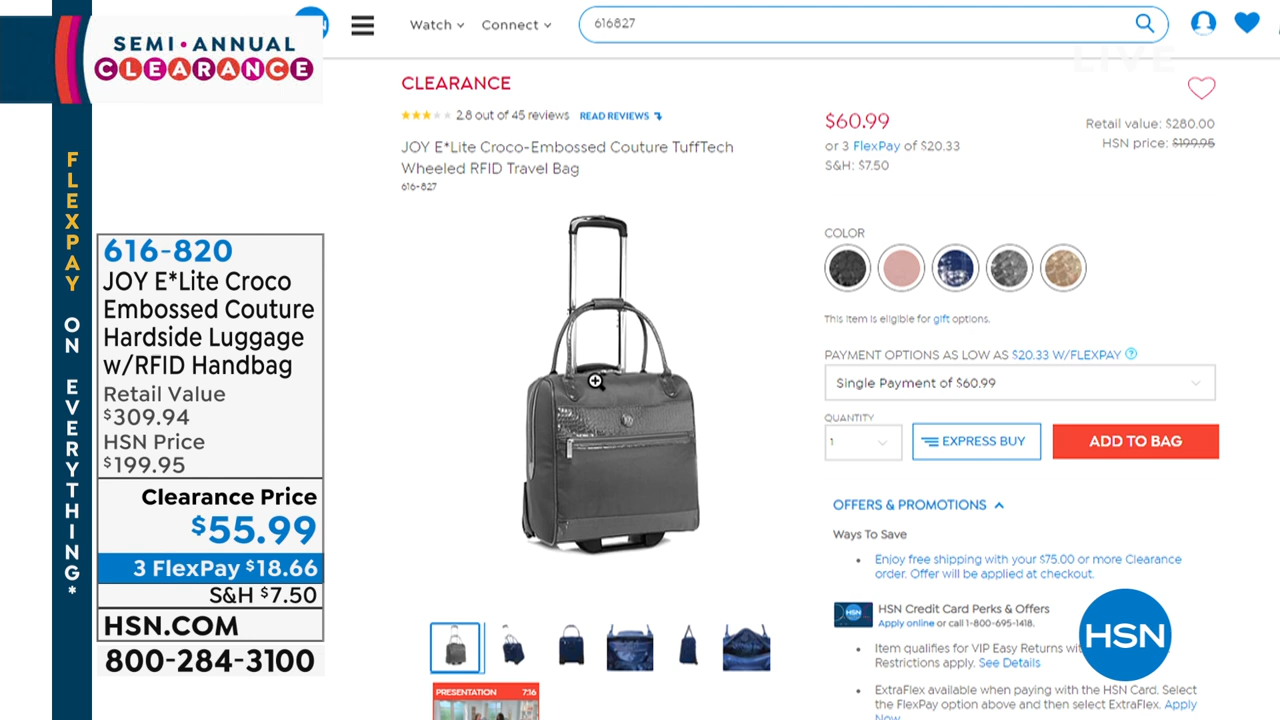 SEMI•ANNUAL
CLEARANCE
FLEXPAY ON EVERYTHING*
616-820
JOY E*Lite Croco
Embossed Couture
Hardside Luggage
w/RFID Handbag
Retail Value
$309.94
HSN Price
$199.95
Clearance Price
$55.99
3 FlexPay $18.66
S&H $7.50
HSN.COM
800-284-3100
Watch
Connect
616827
LIVE
CLEARANCE
2.8 out of 45 reviews READ REVIEWS
JOY E*Lite Croco-Embossed Couture TuffTech
Wheeled RFID Travel Bag
616-827
$60.99
or 3 FlexPay of $20.33
S&H: $7.50
Retail value: $280.00
HSN price: $199.95
COLOR
This item is eligible for gift options.
PAYMENT OPTIONS AS LOW AS $20.33 W/FLEXPAY ?
Single Payment of $60.99
QUANTITY
1
EXPRESS BUY
ADD TO BAG
OFFERS & PROMOTIONS
Ways To Save
• Enjoy free shipping with your $75.00 or more Clearance
order. Offer will be applied at checkout.
HSN
HSN Credit Card Perks & Offers
Apply online or call 1-800-695-1418.
• Item qualifies for VIP Easy Returns
Restrictions apply. See Details
• ExtraFlex available when paying with the HSN Card. Select
the FlexPay option above and then select ExtraFlex. Apply
Now
HSN
PRESENTATION 7:16